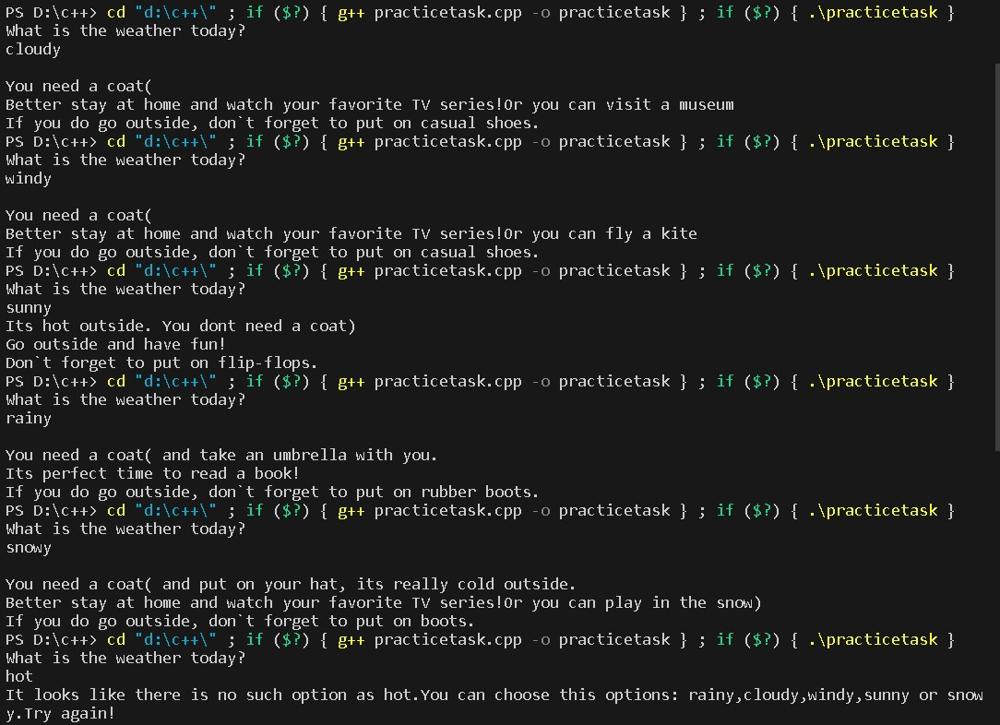 PS D:\c++> cd "d:\c++\" ; if ($?) { g++ practicetask.cpp -o practicetask } ; if ($?) { .\practicetask }
What is the weather today?
cloudy

You need a coat(
Better stay at home and watch your favorite TV series!Or you can visit a museum
If you do go outside, don`t forget to put on casual shoes.
PS D:\c++> cd "d:\c++\" ; if ($?) { g++ practicetask.cpp -o practicetask } ; if ($?) { .\practicetask }
What is the weather today?
windy

You need a coat(
Better stay at home and watch your favorite TV series!Or you can fly a kite
If you do go outside, don`t forget to put on casual shoes.
PS D:\c++> cd "d:\c++\" ; if ($?) { g++ practicetask.cpp -o practicetask } ; if ($?) { .\practicetask }
What is the weather today?
sunny
Its hot outside. You dont need a coat)
Go outside and have fun!
Don`t forget to put on flip-flops.
PS D:\c++> cd "d:\c++\" ; if ($?) { g++ practicetask.cpp -o practicetask } ; if ($?) { .\practicetask }
What is the weather today?
rainy

You need a coat( and take an umbrella with you.
Its perfect time to read a book!
If you do go outside, don`t forget to put on rubber boots.
PS D:\c++> cd "d:\c++\" ; if ($?) { g++ practicetask.cpp -o practicetask } ; if ($?) { .\practicetask }
What is the weather today?
snowy

You need a coat( and put on your hat, its really cold outside.
Better stay at home and watch your favorite TV series!Or you can play in the snow)
If you do go outside, don`t forget to put on boots.
PS D:\c++> cd "d:\c++\" ; if ($?) { g++ practicetask.cpp -o practicetask } ; if ($?) { .\practicetask }
What is the weather today?
hot
It looks like there is no such option as hot.You can choose this options: rainy,cloudy,windy,sunny or snow
y.Try again!